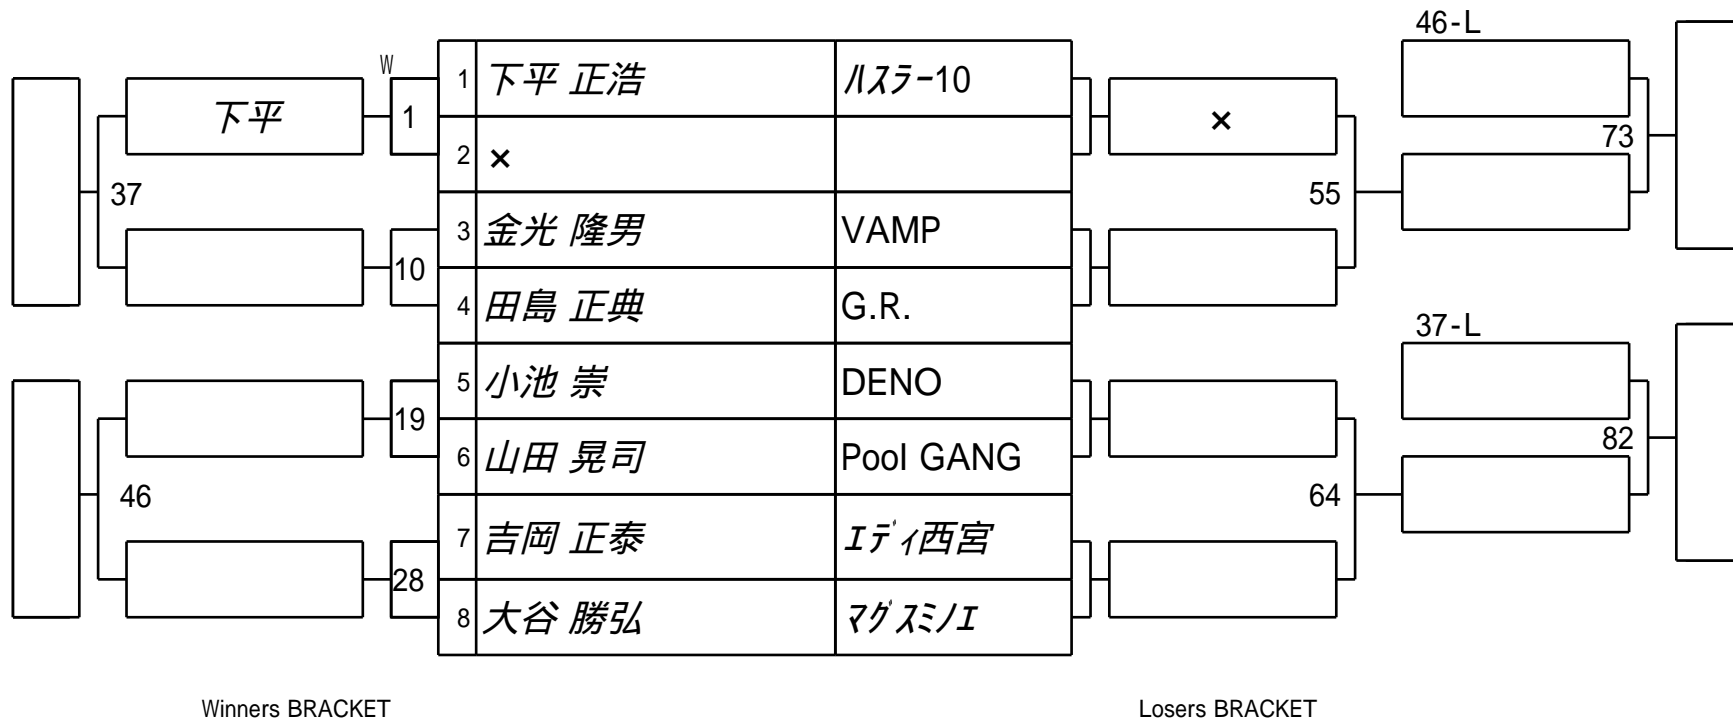 46-L
W
1 下平 正浩 ﾊｽﾗｰ10
下平
1
×
2 ×
73
37
55
3 金光 隆男 VAMP
10
4 田島 正典 G.R.
37-L
5 小池 崇 DENO
19
6 山田 晃司 Pool GANG
82
46
64
7 吉岡 正泰 ｴﾃﾞｨ西宮
28
8 大谷 勝弘 ﾏｸﾞｽﾐﾉｴ
Winners BRACKET
Losers BRACKET